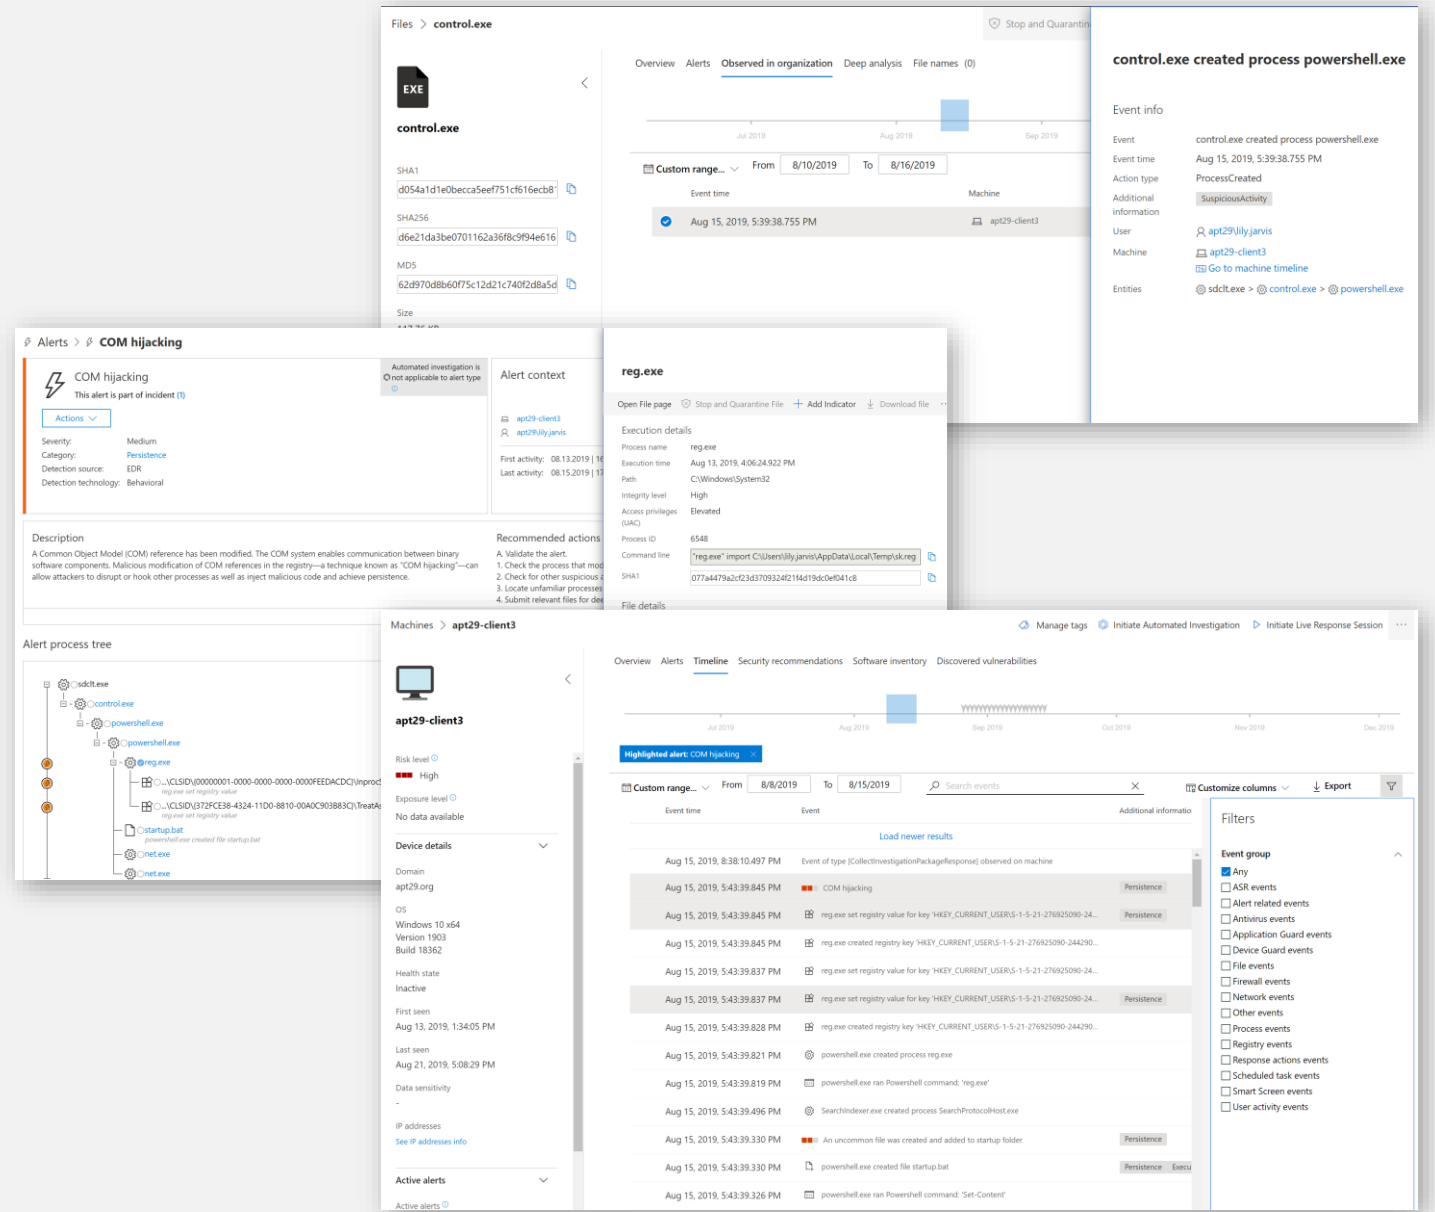 Files > control.exe
Stop and Quarantin
EXE
control.exe
SHA1
d054a1d1e0becca5eef751cf616ecb8
SHA256
d6e21da3be0701162a36f8c9f94e616
MD5
62d970d8b60f75c12d21c740f2d8a5d
Size
Overview Alerts Observed in organization Deep analysis File names (0)
Jul 2019 Aug 2019 Sep 2019
Custom range... From 8/10/2019 To 8/16/2019
Event time Machine
Aug 15, 2019, 5:39:38.755 PM apt29-client3
control.exe created process powershell.exe
Event info
Event control.exe created process powershell.exe
Event time Aug 15, 2019, 5:39:38.755 PM
Action type ProcessCreated
Additional information SuspiciousActivity
User apt29\lily.jarvis
Machine apt29-client3
Go to machine timeline
Entities sdclt.exe > control.exe > powershell.exe
Alerts > COM hijacking
COM hijacking
This alert is part of incident (1)
Automated investigation is
not applicable to alert type
Actions
Severity: Medium
Category: Persistence
Detection source: EDR
Detection technology: Behavioral
Alert context
apt29-client3
apt29\lily.jarvis
First activity: 08.13.2019 | 16
Last activity: 08.15.2019 | 17
Description
A Common Object Model (COM) reference has been modified. The COM system enables communication between binary
software components. Malicious modification of COM references in the registry—a technique known as "COM hijacking"—can
allow attackers to disrupt or hook other processes as well as inject malicious code and achieve persistence.
Recommended actions
A. Validate the alert.
1. Check the process that mod
2. Check for other suspicious a
3. Locate unfamiliar processes
4. Submit relevant files for dee
Alert process tree
sdclt.exe
control.exe
powershell.exe
powershell.exe
reg.exe
...\CLSID\{00000001-0000-0000-0000-0000FEEDACDC}\Inproc
reg.exe set registry value
...\CLSID\{372FCE38-4324-11D0-8810-00A0C903B83C}\TreatAs
reg.exe set registry value
startup.bat
powershell.exe created file startup.bat
net.exe
net.exe
reg.exe
Open File page Stop and Quarantine File Add Indicator Download file ...
Execution details
Process name reg.exe
Execution time Aug 13, 2019, 4:06:24.922 PM
Path C:\Windows\System32
Integrity level High
Access privileges (UAC) Elevated
Process ID 6548
Command line "reg.exe" import C:\Users\lily.jarvis\AppData\Local\Temp\sk.reg
SHA1 077a4479a2cf23d3709324f21f4d19dc0ef041c8
File details
Machines > apt29-client3
Manage tags Initiate Automated Investigation Initiate Live Response Session ...
apt29-client3
Risk level
High
Exposure level
No data available
Device details
Domain
apt29.org
OS
Windows 10 x64
Version 1903
Build 18362
Health state
Inactive
First seen
Aug 13, 2019, 1:34:05 PM
Last seen
Aug 21, 2019, 5:08:29 PM
Data sensitivity
-
IP addresses
See IP addresses info
Active alerts
Active alerts
Overview Alerts Timeline Security recommendations Software inventory Discovered vulnerabilities
Jul 2019 Aug 2019 Sep 2019 Oct 2019 Nov 2019 Dec 2019
Highlighted alert: COM hijacking
Custom range... From 8/8/2019 To 8/15/2019 Search events Customize columns Export
Event time Event Additional informatio
Load newer results
Aug 15, 2019, 8:38:10.497 PM Event of type [CollectInvestigationPackageResponse] observed on machine
Aug 15, 2019, 5:43:39.845 PM COM hijacking Persistence
Aug 15, 2019, 5:43:39.845 PM reg.exe set registry value for key 'HKEY_CURRENT_USER\S-1-5-21-276925090-24... Persistence
Aug 15, 2019, 5:43:39.845 PM reg.exe created registry key 'HKEY_CURRENT_USER\S-1-5-21-276925090-244290...
Aug 15, 2019, 5:43:39.837 PM reg.exe set registry value for key 'HKEY_CURRENT_USER\S-1-5-21-276925090-24...
Aug 15, 2019, 5:43:39.837 PM reg.exe set registry value for key 'HKEY_CURRENT_USER\S-1-5-21-276925090-24... Persistence
Aug 15, 2019, 5:43:39.828 PM reg.exe created registry key 'HKEY_CURRENT_USER\S-1-5-21-276925090-244290...
Aug 15, 2019, 5:43:39.821 PM powershell.exe created process reg.exe
Aug 15, 2019, 5:43:39.819 PM powershell.exe ran Powershell command: 'reg.exe'
Aug 15, 2019, 5:43:39.496 PM SearchIndexer.exe created process SearchProtocolHost.exe
Aug 15, 2019, 5:43:39.330 PM An uncommon file was created and added to startup folder Persistence
Aug 15, 2019, 5:43:39.330 PM powershell.exe created file startup.bat Persistence Execu
Aug 15, 2019, 5:43:39.326 PM powershell.exe ran Powershell command: 'Set-Content'
Filters
Event group
Any
ASR events
Alert related events
Antivirus events
Application Guard events
Device Guard events
File events
Firewall events
Network events
Other events
Process events
Registry events
Response actions events
Scheduled task events
Smart Screen events
User activity events